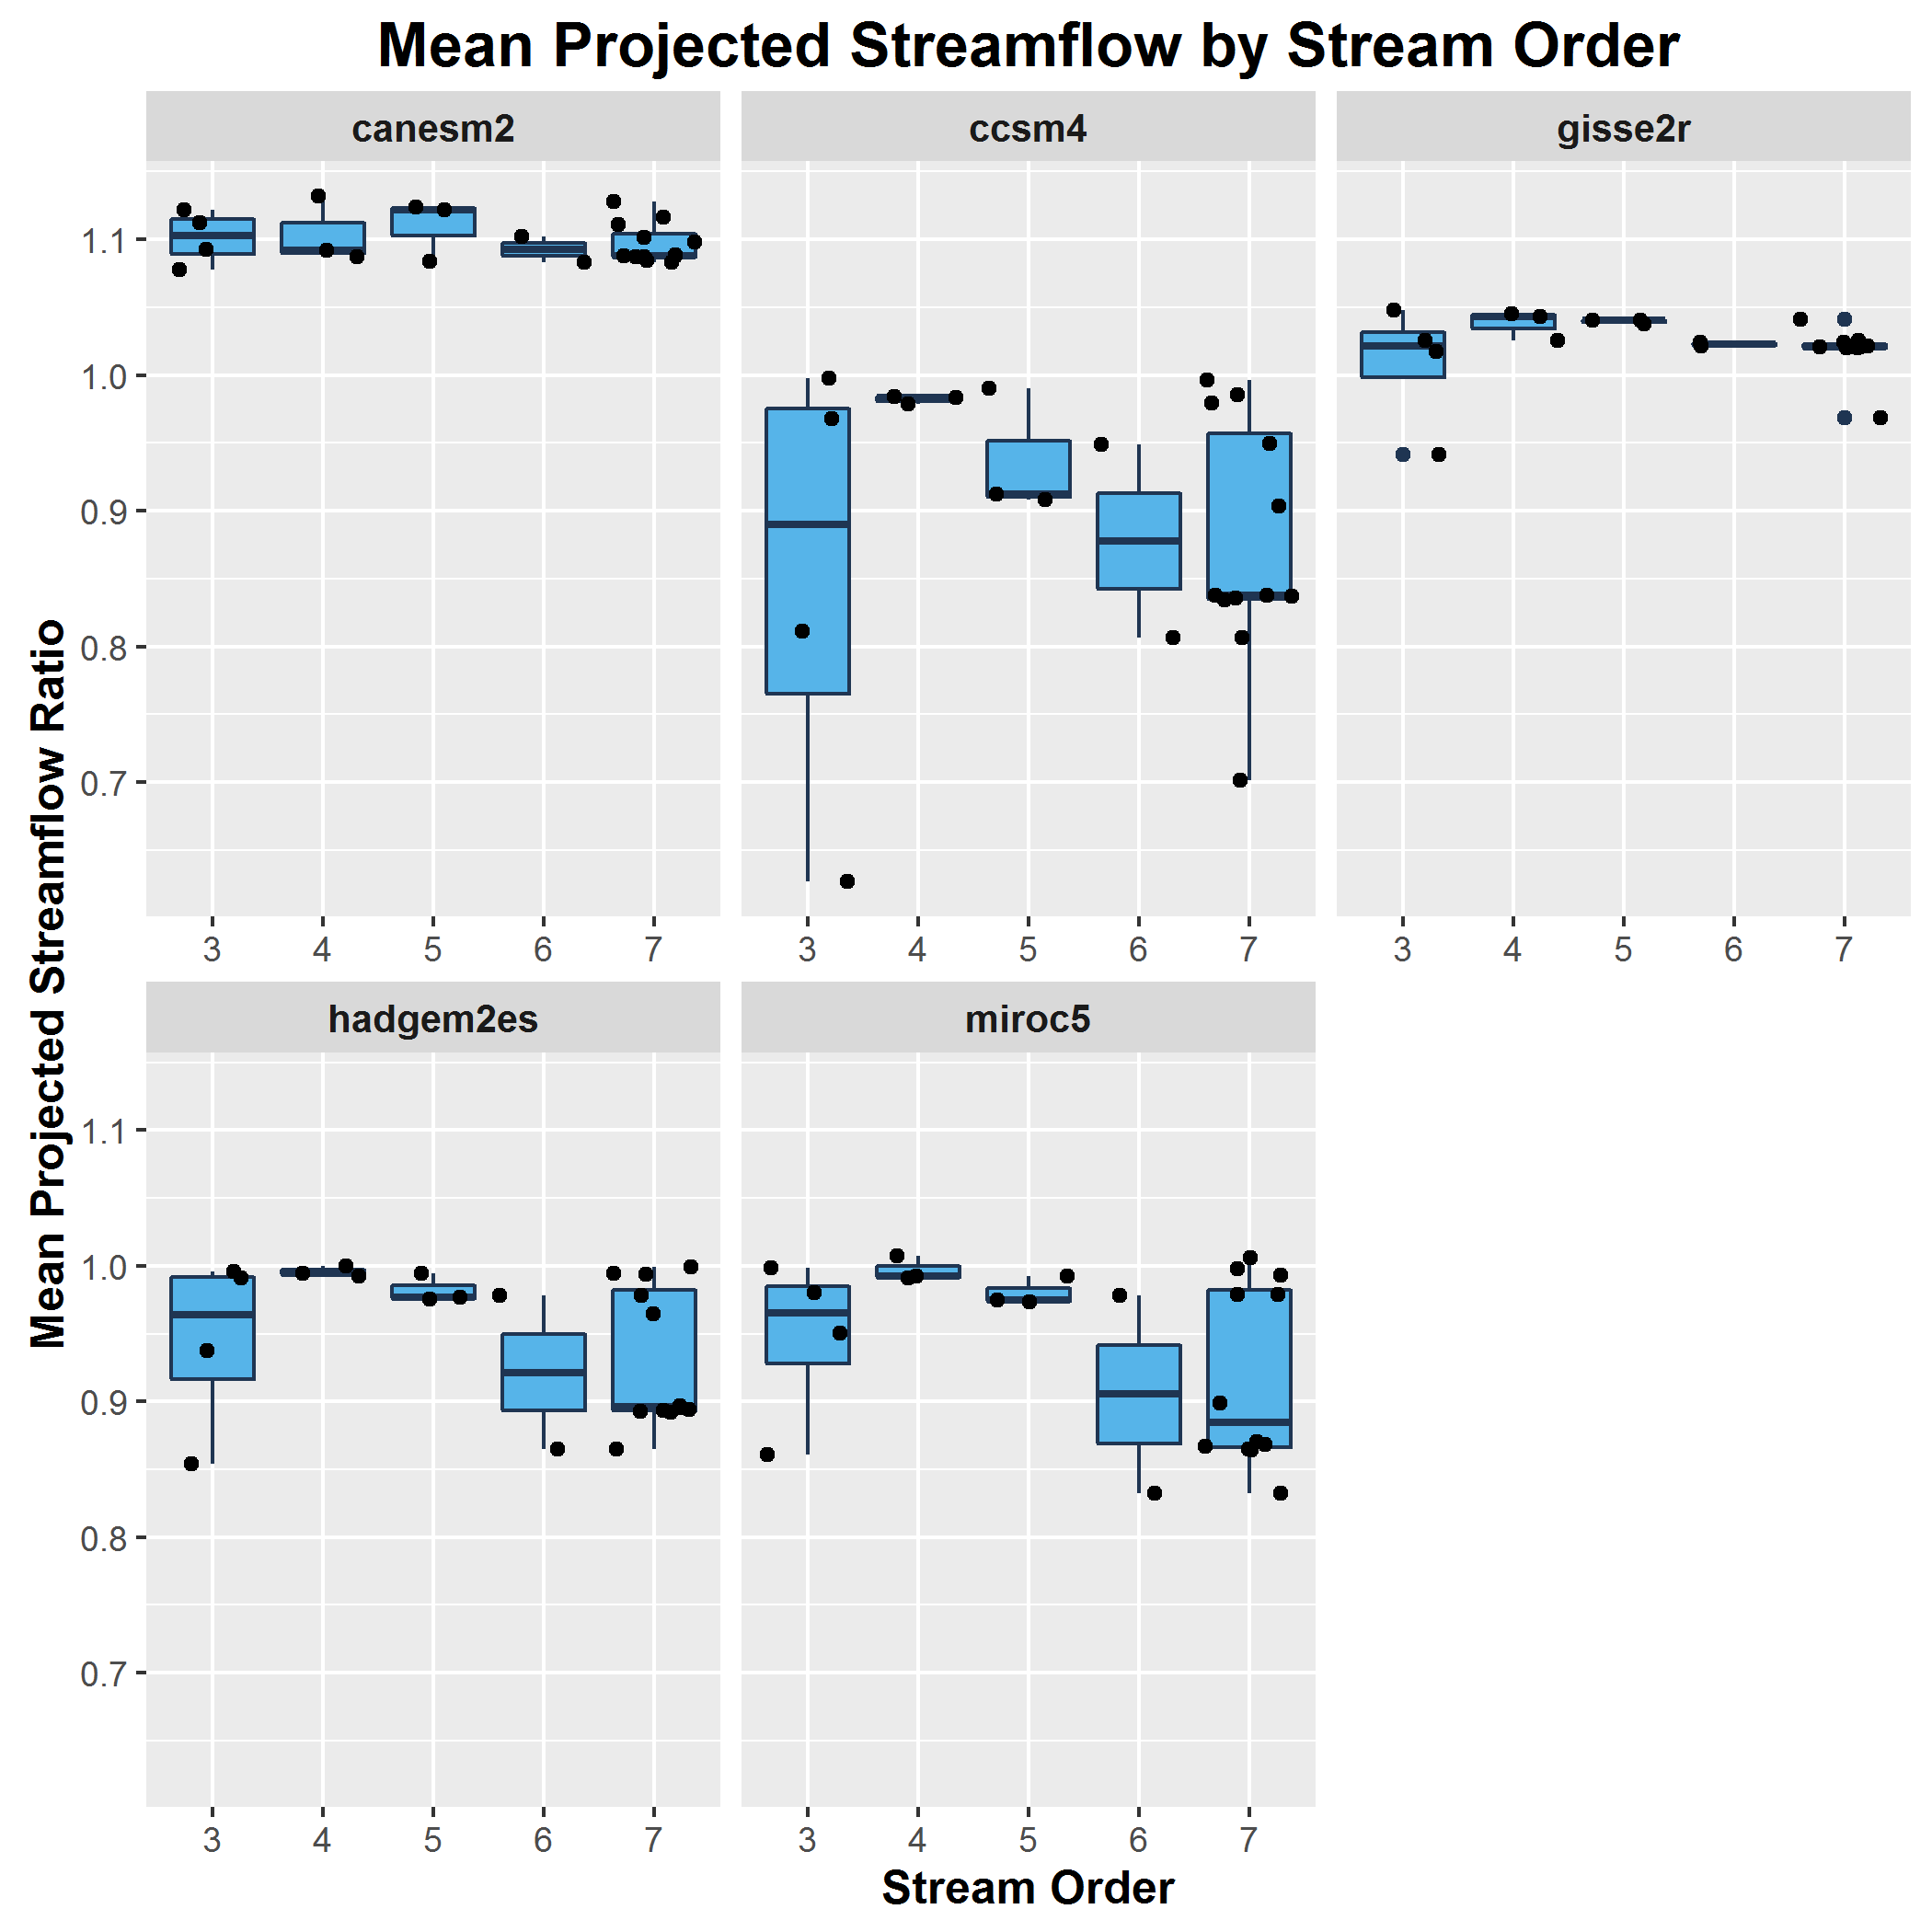 Mean Projected Streamflow by Stream Order
canesm2
ccsm4
gisse2r
1.1
1.0
0.9
0.8
0.7
3 4 5 6 7
3 4 5 6 7
3 4 5 6 7
hadgem2es
miroc5
1.1
1.0
0.9
0.8
0.7
3 4 5 6 7
3 4 5 6 7
Mean Projected Streamflow Ratio
Stream Order